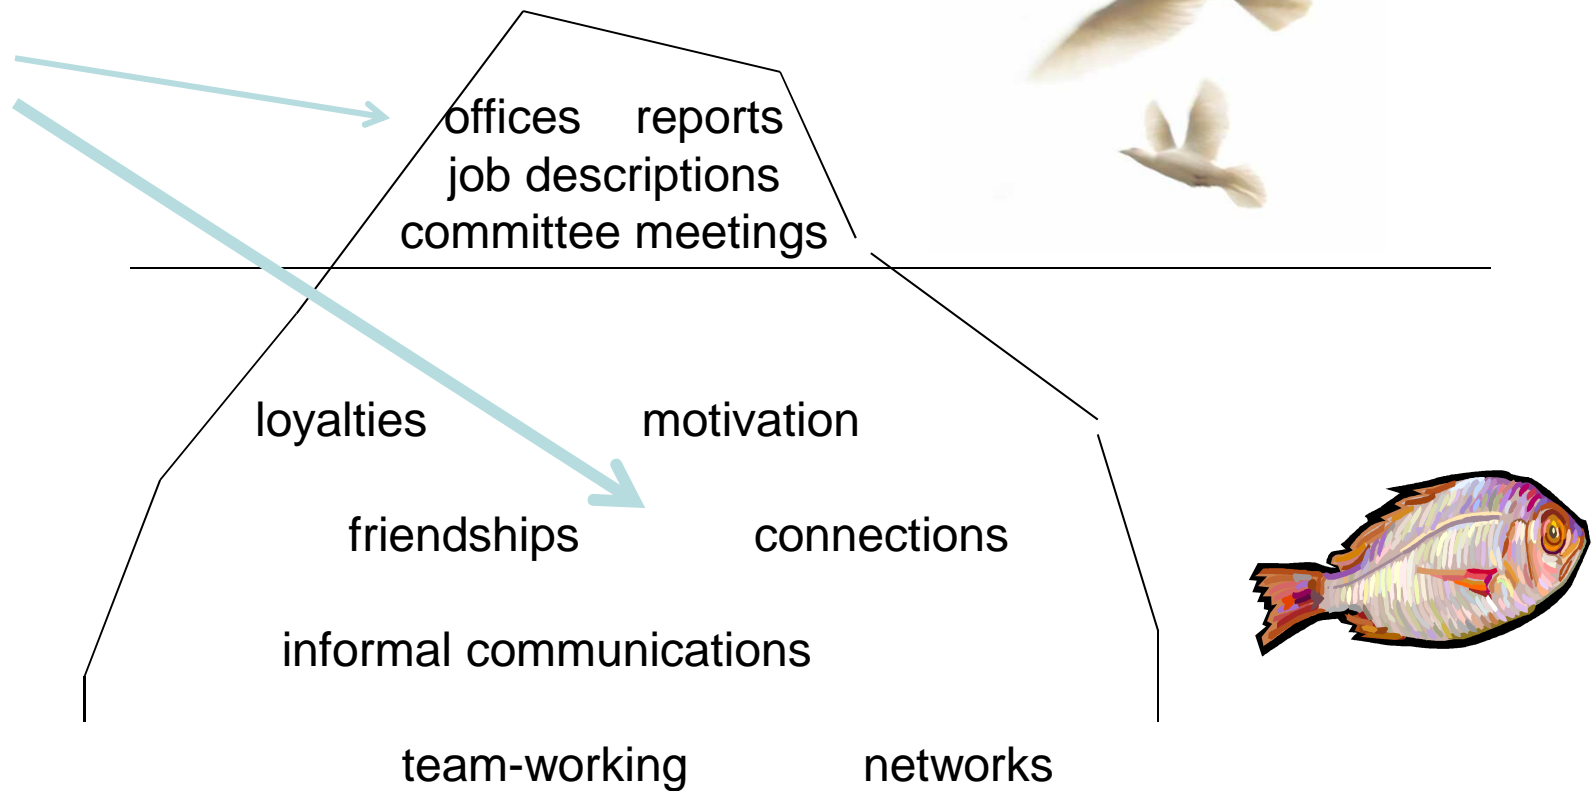 offices reports
job descriptions
committee meetings
loyalties motivation
friendships connections
informal communications
team-working networks